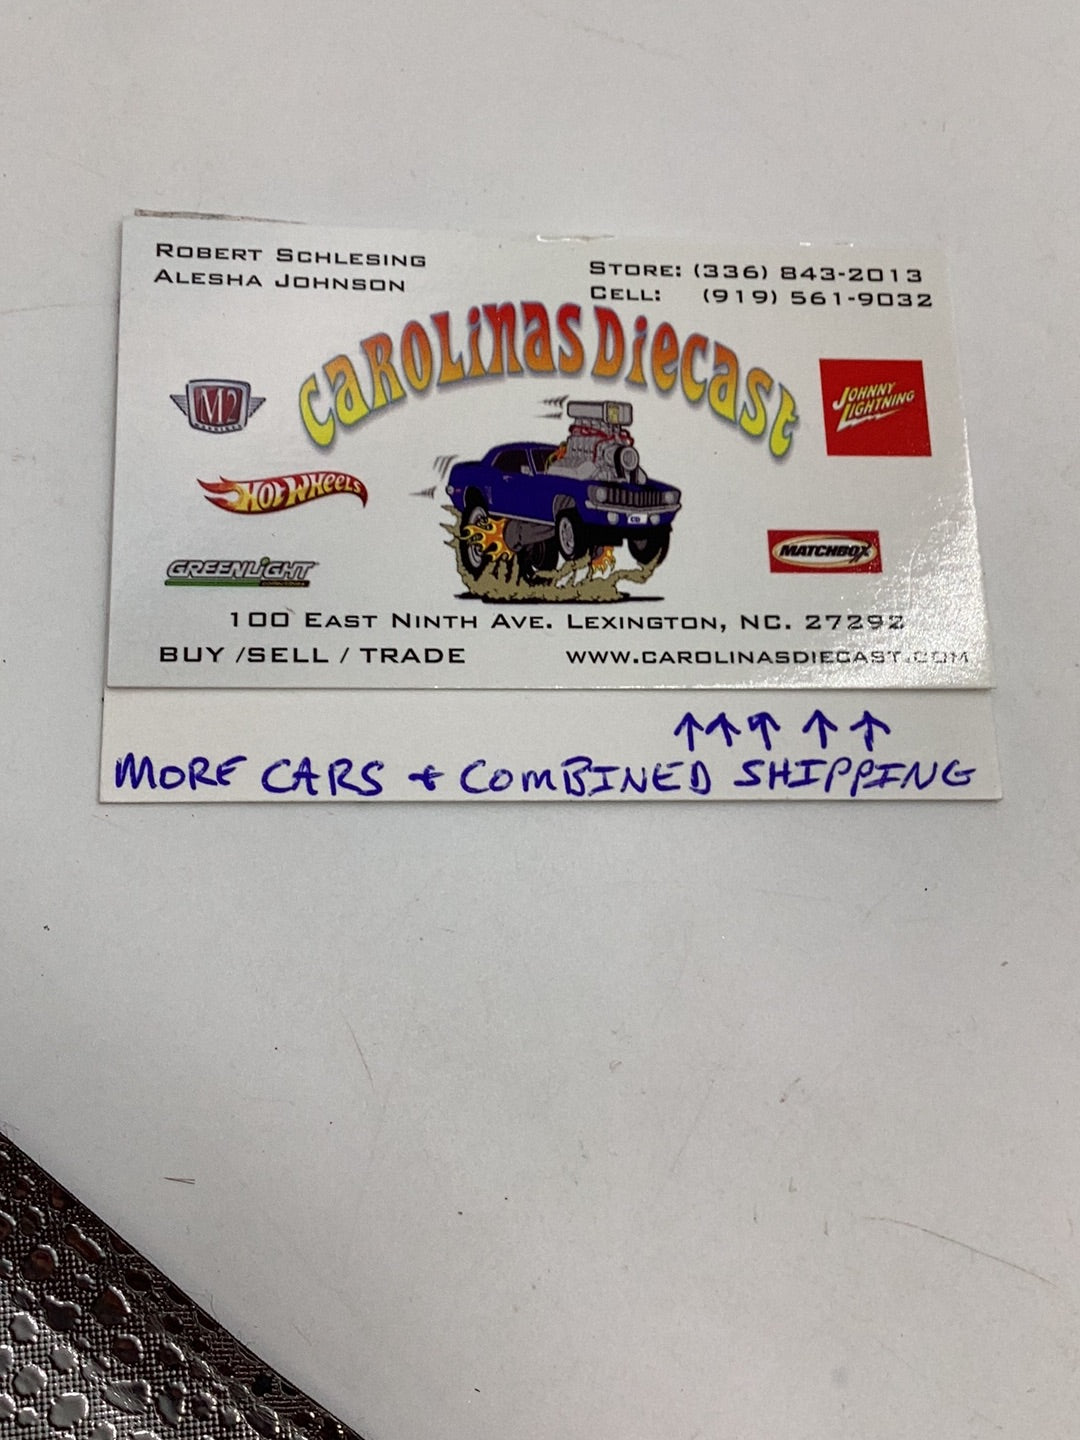 ROBERT SCHLESING
ALESHA JOHNSON
STORE: (336) 843-2013
CELL: (919) 561-9032
CAROLINAS DIECAST
M2
JOHNNY
LIGHTNING
HOT WHEELS
GREENLIGHT
MATCHBOX
CD
100 EAST NINTH AVE. LEXINGTON, NC. 27292
BUY /SELL / TRADE
WWW.CAROLINASDIECAST.COM
↑↑↑ ↑ ↑
MORE CARS + COMBINED SHIPPING